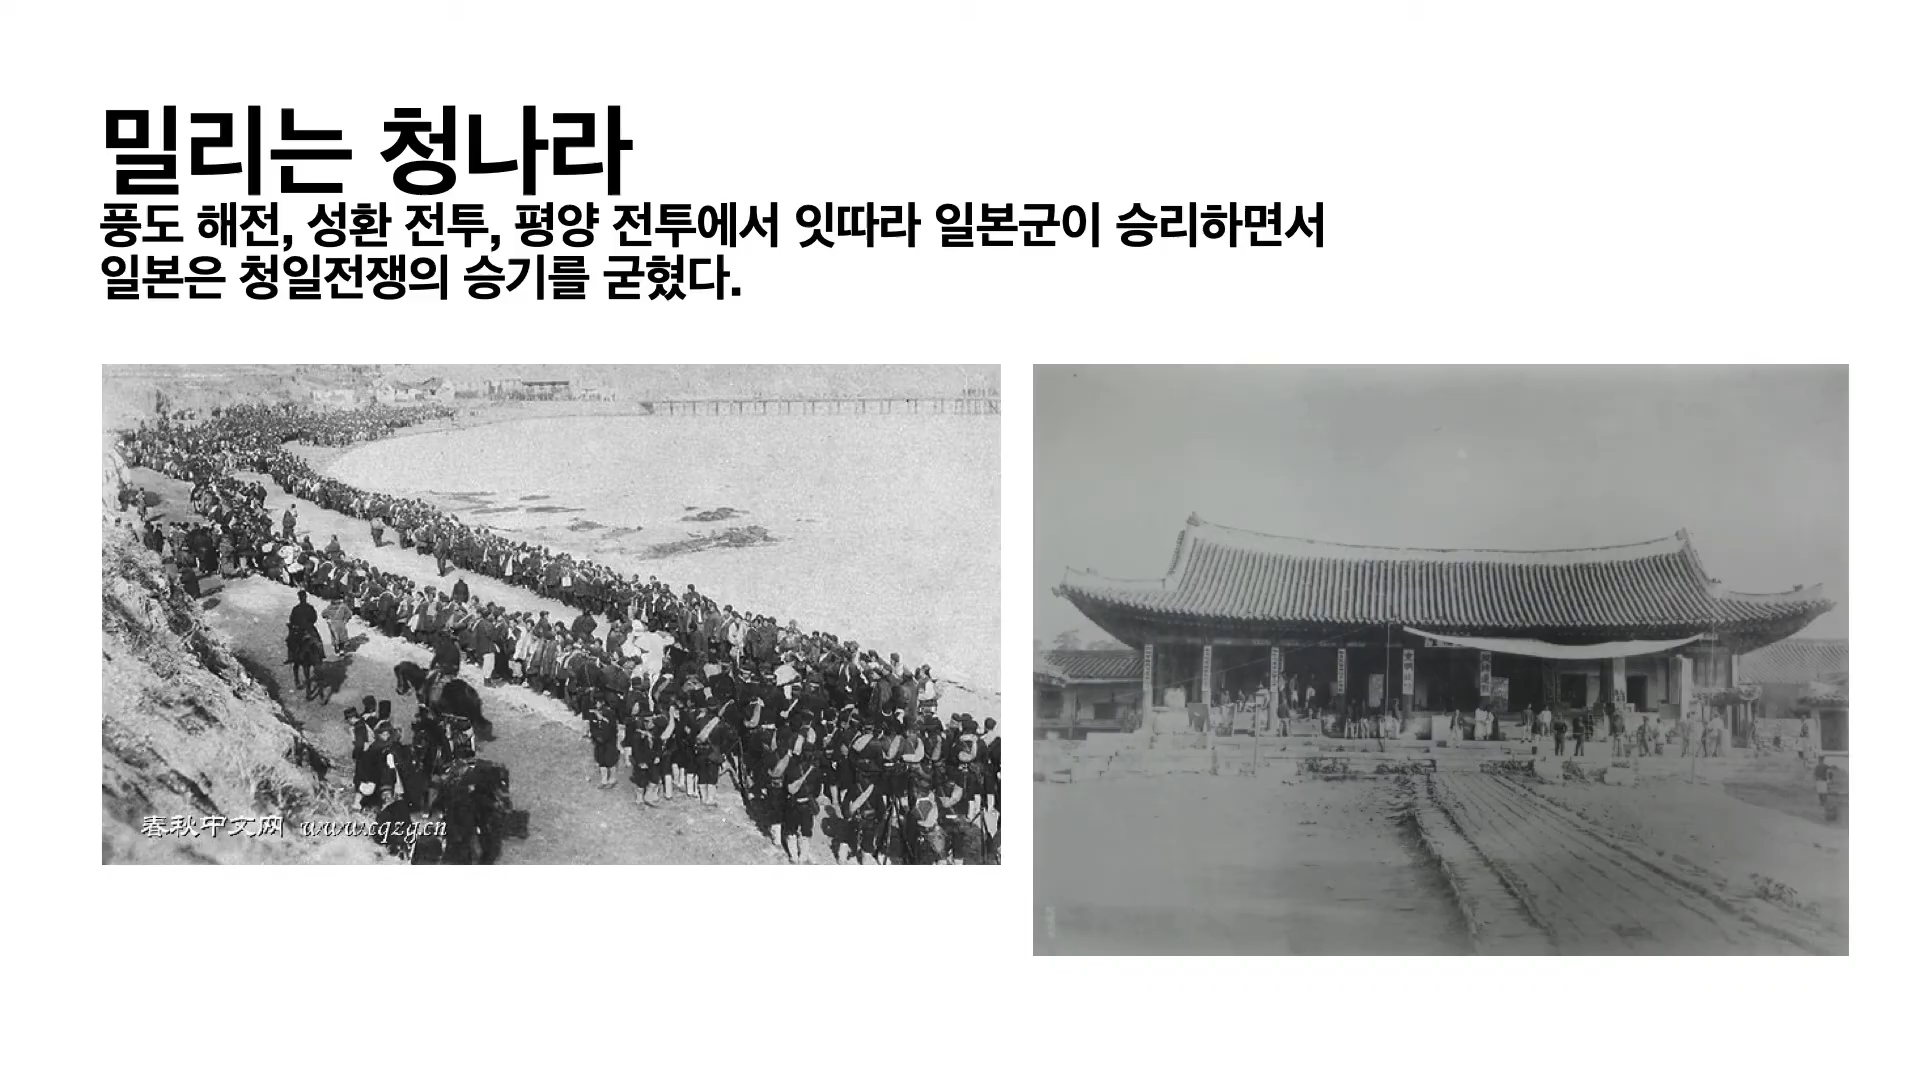 밀리는 청나라
풍도 해전, 성환 전투, 평양 전투에서 잇따라 일본군이 승리하면서
일본은 청일전쟁의 승기를 굳혔다.
春秋中文网 www.cqzg.cn